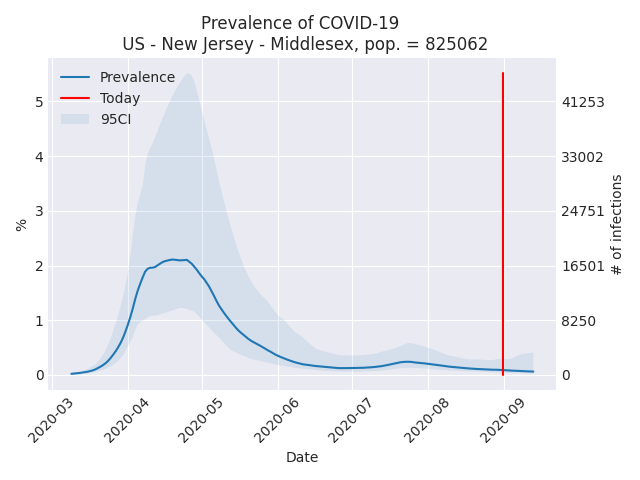 Prevalence of COVID-19
US - New Jersey - Middlesex, pop. = 825062
Prevalence
Today
95CI
5
4
3
2
1
0
%
41253
33002
24751
16501
8250
0
# of infections
2020-03
2020-04
2020-05
2020-06
2020-07
2020-08
2020-09
Date